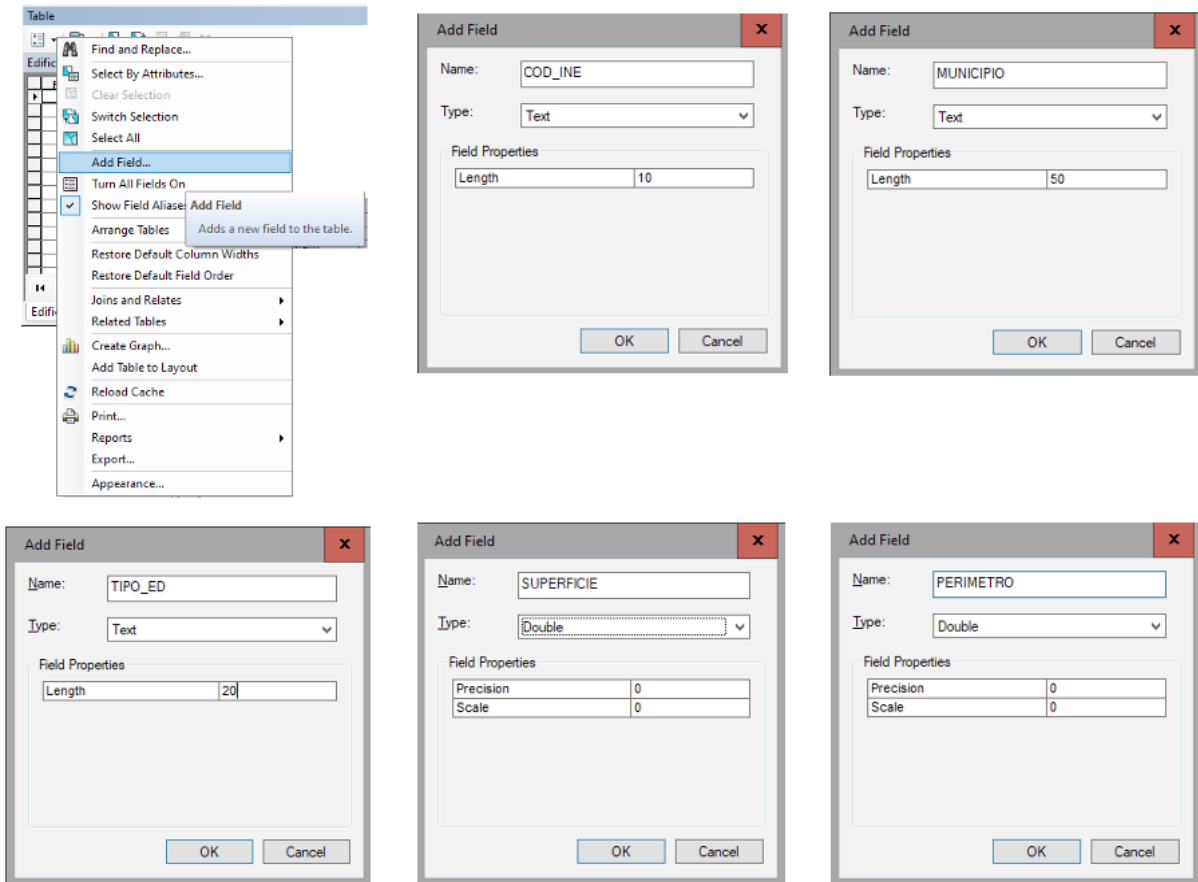 Table
Edific
Find and Replace...
Select By Attributes...
Clear Selection
Switch Selection
Select All
Add Field...
Turn All Fields On
Show Field Aliases
Add Field
Adds a new field to the table.
Arrange Tables
Restore Default Column Widths
Restore Default Field Order
Joins and Relates
Related Tables
Create Graph...
Add Table to Layout
Reload Cache
Print...
Reports
Export...
Appearance...
Edifi
Add Field
x
Name: COD_INE
Type: Text
Field Properties
Length 10
OK Cancel
Add Field
x
Name: MUNICIPIO
Type: Text
Field Properties
Length 50
OK Cancel
Add Field
x
Name: TIPO_ED
Type: Text
Field Properties
Length 20
OK Cancel
Add Field
x
Name: SUPERFICIE
Type: Double
Field Properties
Precision 0
Scale 0
OK Cancel
Add Field
x
Name: PERIMETRO
Type: Double
Field Properties
Precision 0
Scale 0
OK Cancel